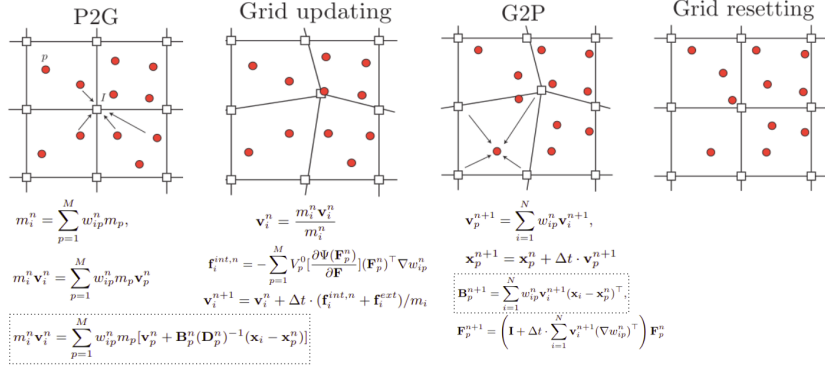 P2G
p
I
$m_i^n = \sum_{p=1}^{M} w_{ip}^n m_p,$
$m_i^n \mathbf{v}_i^n = \sum_{p=1}^{M} w_{ip}^n m_p \mathbf{v}_p^n$
$m_i^n \mathbf{v}_i^n = \sum_{p=1}^{M} w_{ip}^n m_p [\mathbf{v}_p^n + \mathbf{B}_p^n (\mathbf{D}_p^n)^{-1} (\mathbf{x}_i - \mathbf{x}_p^n)]$
Grid updating
$\mathbf{v}_i^n = \frac{m_i^n \mathbf{v}_i^n}{m_i^n}$
$\mathbf{f}_i^{int,n} = -\sum_{p=1}^{M} V_p^0 [\frac{\partial \Psi(\mathbf{F}_p^n)}{\partial \mathbf{F}}] (\mathbf{F}_p^n)^\top \nabla w_{ip}^n$
$\mathbf{v}_i^{n+1} = \mathbf{v}_i^n + \Delta t \cdot (\mathbf{f}_i^{int,n} + \mathbf{f}_i^{ext}) / m_i$
G2P
$\mathbf{v}_p^{n+1} = \sum_{i=1}^{N} w_{ip}^n \mathbf{v}_i^{n+1},$
$\mathbf{x}_p^{n+1} = \mathbf{x}_p^n + \Delta t \cdot \mathbf{v}_p^{n+1}$
$\mathbf{B}_p^{n+1} = \sum_{i=1}^{N} w_{ip}^n \mathbf{v}_i^{n+1} (\mathbf{x}_i - \mathbf{x}_p^n)^\top,$
$\mathbf{F}_p^{n+1} = \left( \mathbf{I} + \Delta t \cdot \sum_{i=1}^{N} \mathbf{v}_i^{n+1} (\nabla w_{ip}^n)^\top \right) \mathbf{F}_p^n$
Grid resetting